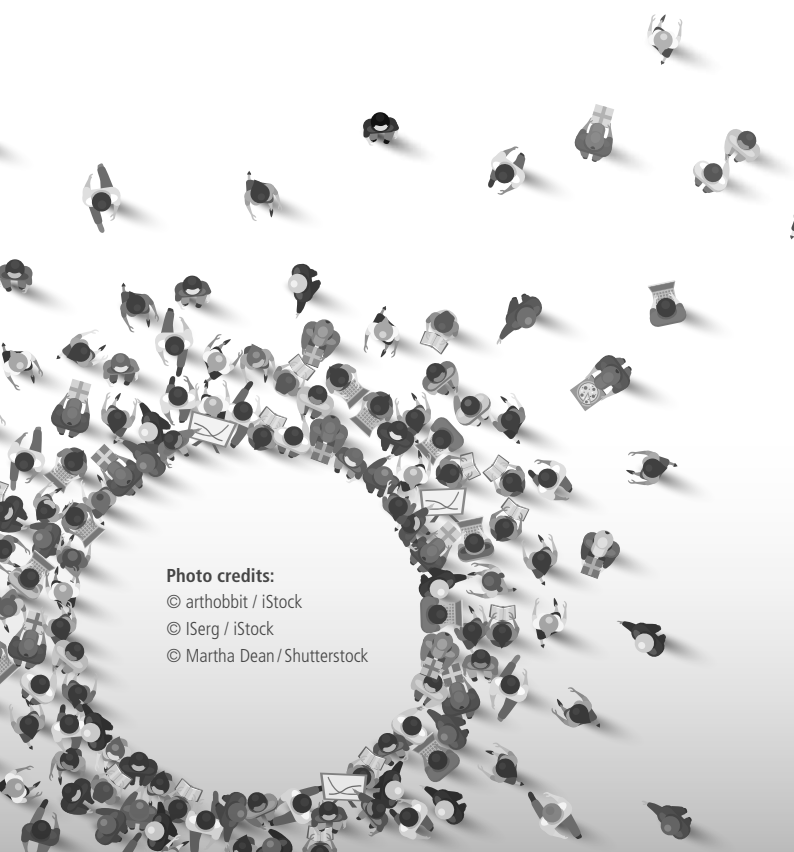 Photo credits:
© arthobbit / iStock
© ISerg / iStock
© Martha Dean / Shutterstock